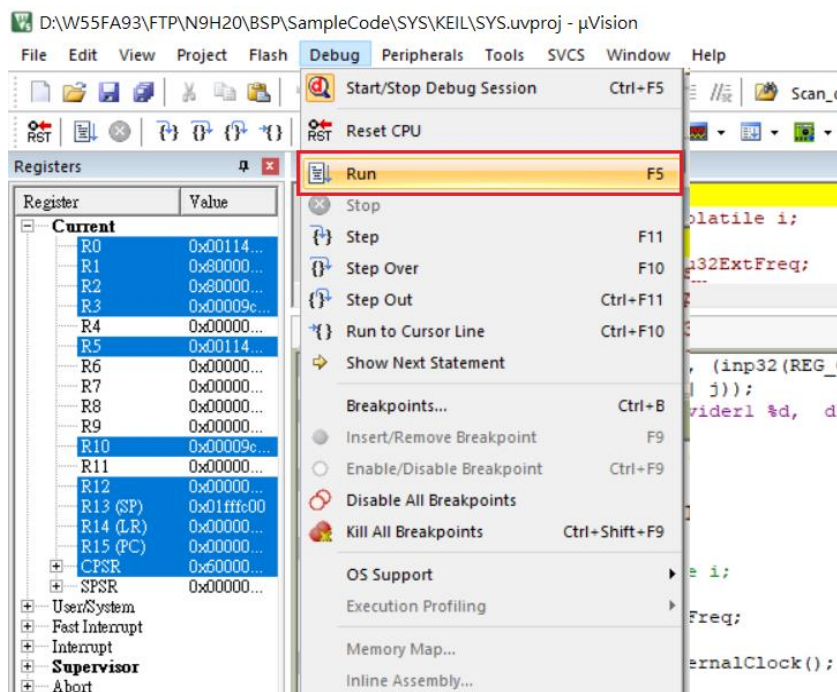 D:\W55FA93\FTP\N9H20\BSP\SampleCode\SYS\KEIL\SYS.uvproj - µVision
File Edit View Project Flash Debug Peripherals Tools SVCS Window Help
Start/Stop Debug Session Ctrl+F5
Reset CPU
Run F5
Stop
Step F11
Step Over F10
Step Out Ctrl+F11
Run to Cursor Line Ctrl+F10
Show Next Statement
Breakpoints... Ctrl+B
Insert/Remove Breakpoint F9
Enable/Disable Breakpoint Ctrl+F9
Disable All Breakpoints
Kill All Breakpoints Ctrl+Shift+F9
OS Support
Execution Profiling
Memory Map...
Inline Assembly...
RST
RST
Registers
Register Value
Current
R0 0x00114...
R1 0x80000...
R2 0x80000...
R3 0x00009c...
R4 0x00000...
R5 0x00114...
R6 0x00000...
R7 0x00000...
R8 0x00000...
R9 0x00000...
R10 0x00009c...
R11 0x00000...
R12 0x00000...
R13 (SP) 0x01fffc00
R14 (LR) 0x00000...
R15 (PC) 0x00000...
CPSR 0x60000...
SPSR 0x00000...
User/System
Fast Interrupt
Interrupt
Supervisor
Abort
Scan_
olatile i;
u32ExtFreq;
, (inp32(REG_
| j));
viderl %d, d
e i;
Freq;
ernalClock();